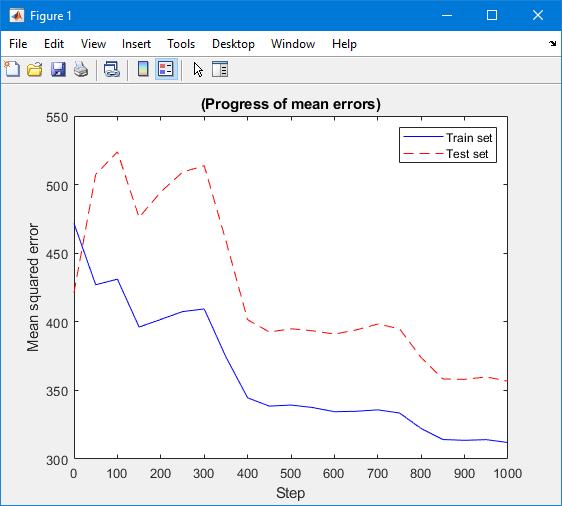 Figure 1
File Edit View Insert Tools Desktop Window Help
(Progress of mean errors)
550
500
450
400
350
300
Mean squared error
Train set
Test set
0 100 200 300 400 500 600 700 800 900 1000
Step